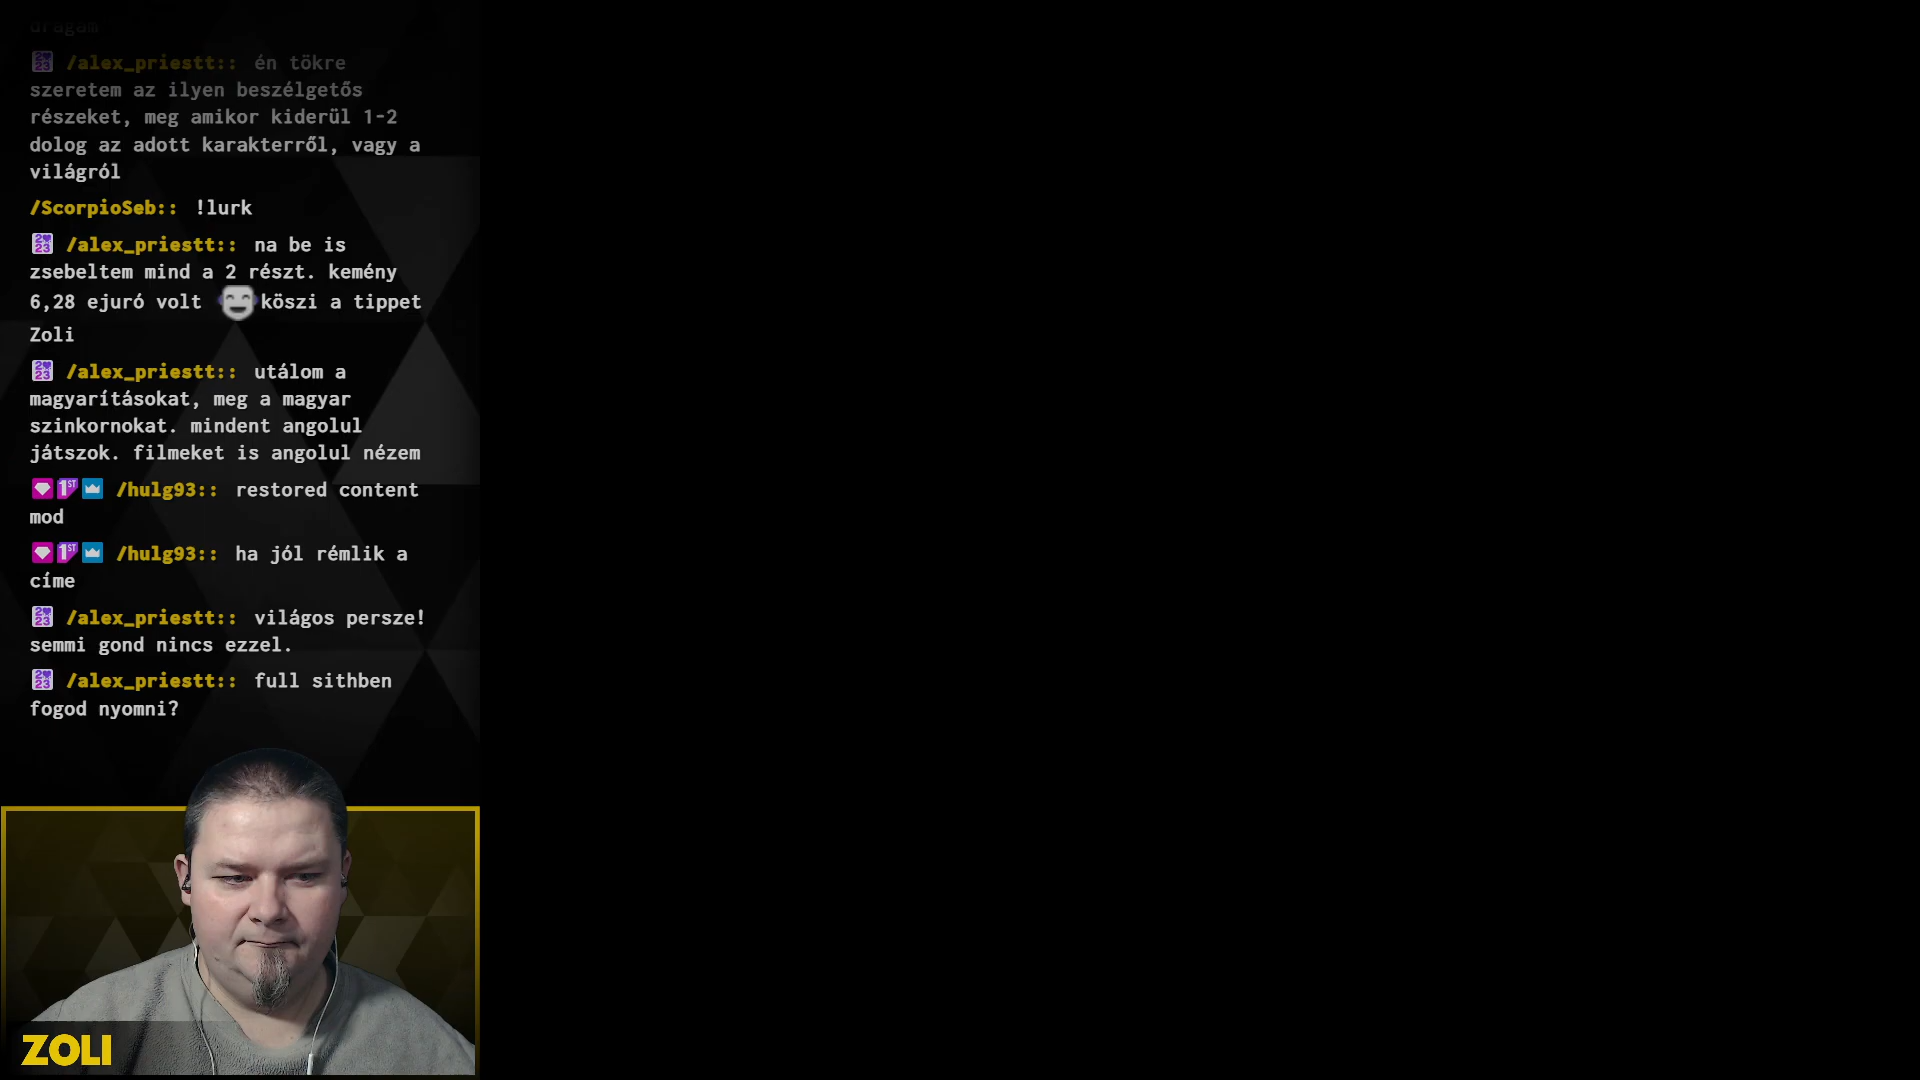 dragam
/alex_priestt:: én tökre
szeretem az ilyen beszélgetős
részeket, meg amikor kiderül 1-2
dolog az adott karakterről, vagy a
világról
/ScorpioSeb:: !lurk
/alex_priestt:: na be is
zsebeltem mind a 2 részt. kemény
6,28 ejuró volt köszi a tippet
Zoli
/alex_priestt:: utálom a
magyarításokat, meg a magyar
szinkornokat. mindent angolul
játszok. filmeket is angolul nézem
1ST /hulg93:: restored content
mod
1ST /hulg93:: ha jól rémlik a
címe
/alex_priestt:: világos persze!
semmi gond nincs ezzel.
/alex_priestt:: full sithben
fogod nyomni?
ZOLI